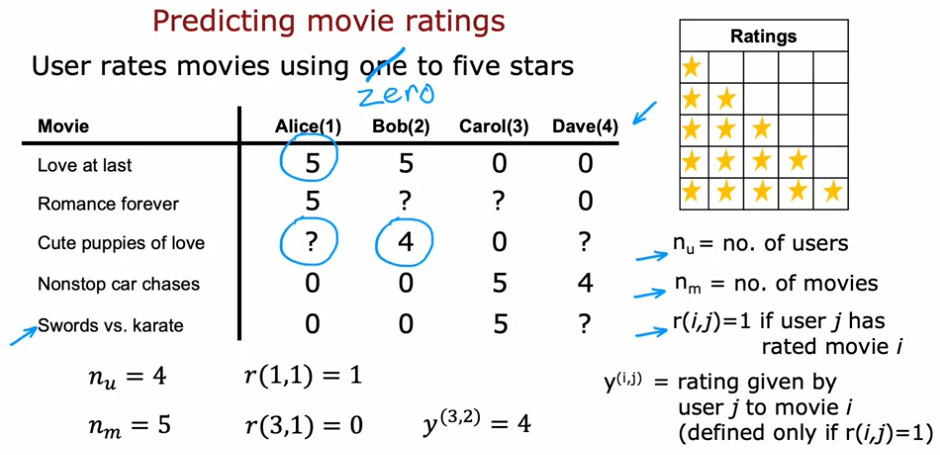 Predicting movie ratings
User rates movies using one to five stars
zero
Ratings
Movie Alice(1) Bob(2) Carol(3) Dave(4)
Love at last 5 5 0 0
Romance forever 5 ? ? 0
Cute puppies of love ? 4 0 ?
Nonstop car chases 0 0 5 4
Swords vs. karate 0 0 5 ?
nᵤ = no. of users
nₘ = no. of movies
r(i,j)=1 if user j has
rated movie i
y⁽ⁱ,ʲ⁾ = rating given by
user j to movie i
(defined only if r(i,j)=1)
nᵤ = 4 r(1,1) = 1
nₘ = 5 r(3,1) = 0 y⁽³,²⁾ = 4